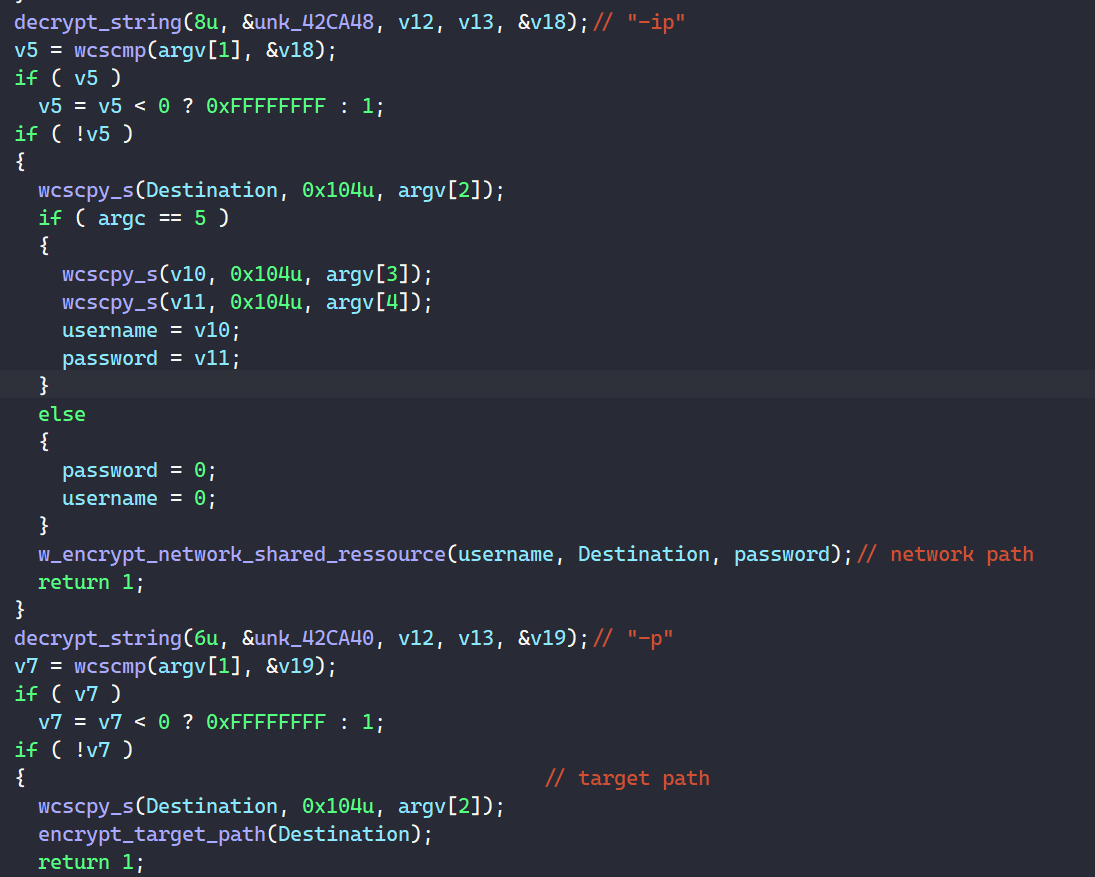 }
decrypt_string(8u, &unk_42CA48, v12, v13, &v18);// "-ip"
v5 = wcscmp(argv[1], &v18);
if ( v5 )
  v5 = v5 < 0 ? 0xFFFFFFFF : 1;
if ( !v5 )
{
  wcscpy_s(Destination, 0x104u, argv[2]);
  if ( argc == 5 )
  {
    wcscpy_s(v10, 0x104u, argv[3]);
    wcscpy_s(v11, 0x104u, argv[4]);
    username = v10;
    password = v11;
  }
  else
  {
    password = 0;
    username = 0;
  }
  w_encrypt_network_shared_ressource(username, Destination, password);// network path
  return 1;
}
decrypt_string(6u, &unk_42CA40, v12, v13, &v19);// "-p"
v7 = wcscmp(argv[1], &v19);
if ( v7 )
  v7 = v7 < 0 ? 0xFFFFFFFF : 1;
if ( !v7 )
{                                           // target path
  wcscpy_s(Destination, 0x104u, argv[2]);
  encrypt_target_path(Destination);
  return 1;